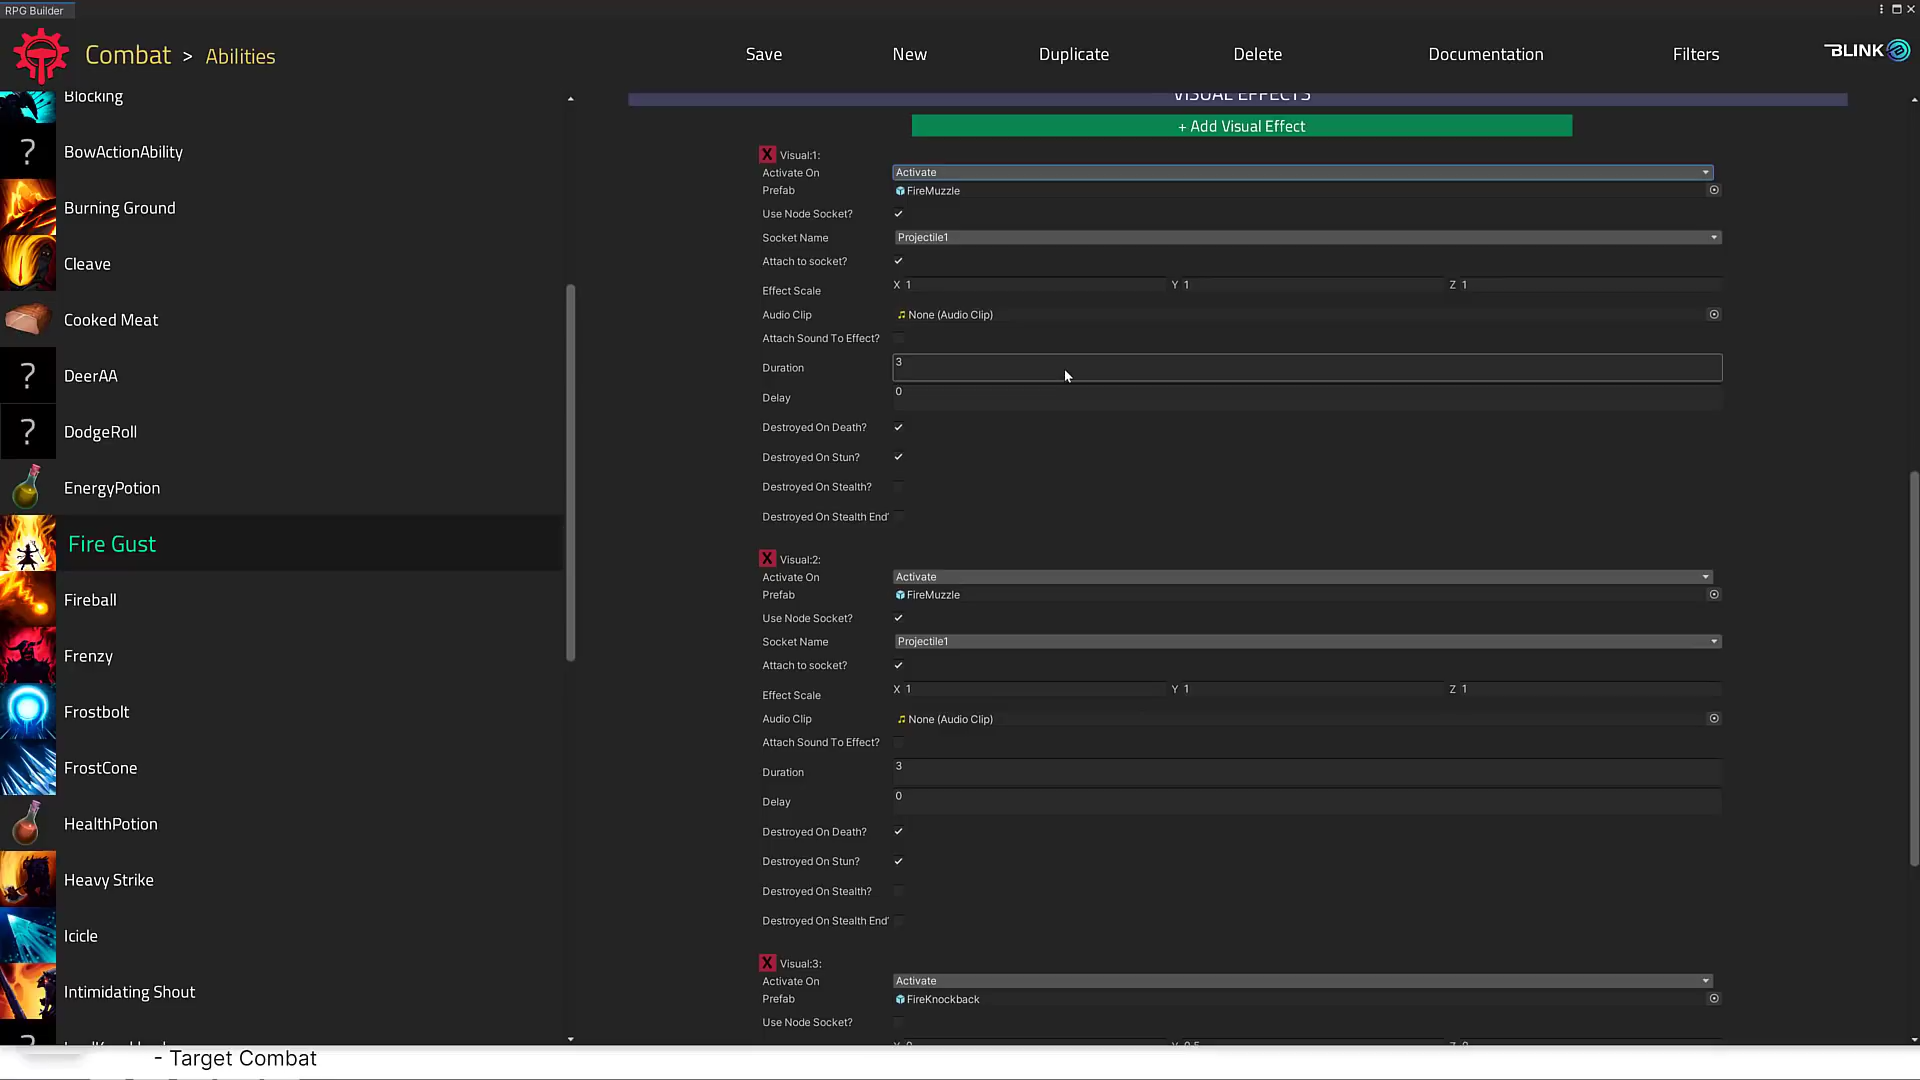 RPG Builder
Combat > Abilities
Save New Duplicate Delete Documentation Filters
BLINK
Blocking
? BowActionAbility
Burning Ground
Cleave
Cooked Meat
? DeerAA
? DodgeRoll
EnergyPotion
Fire Gust
Fireball
Frenzy
Frostbolt
FrostCone
HealthPotion
Heavy Strike
Icicle
Intimidating Shout
VISUAL EFFECTS
+ Add Visual Effect
X Visual:1:
Activate On Activate
Prefab FireMuzzle
Use Node Socket?
Socket Name Projectile1
Attach to socket?
Effect Scale X 1 Y 1 Z 1
Audio Clip None (Audio Clip)
Attach Sound To Effect?
Duration 3
Delay 0
Destroyed On Death?
Destroyed On Stun?
Destroyed On Stealth?
Destroyed On Stealth End
X Visual:2:
Activate On Activate
Prefab FireMuzzle
Use Node Socket?
Socket Name Projectile1
Attach to socket?
Effect Scale X 1 Y 1 Z 1
Audio Clip None (Audio Clip)
Attach Sound To Effect?
Duration 3
Delay 0
Destroyed On Death?
Destroyed On Stun?
Destroyed On Stealth?
Destroyed On Stealth End
X Visual:3:
Activate On Activate
Prefab FireKnockback
Use Node Socket?
- Target Combat